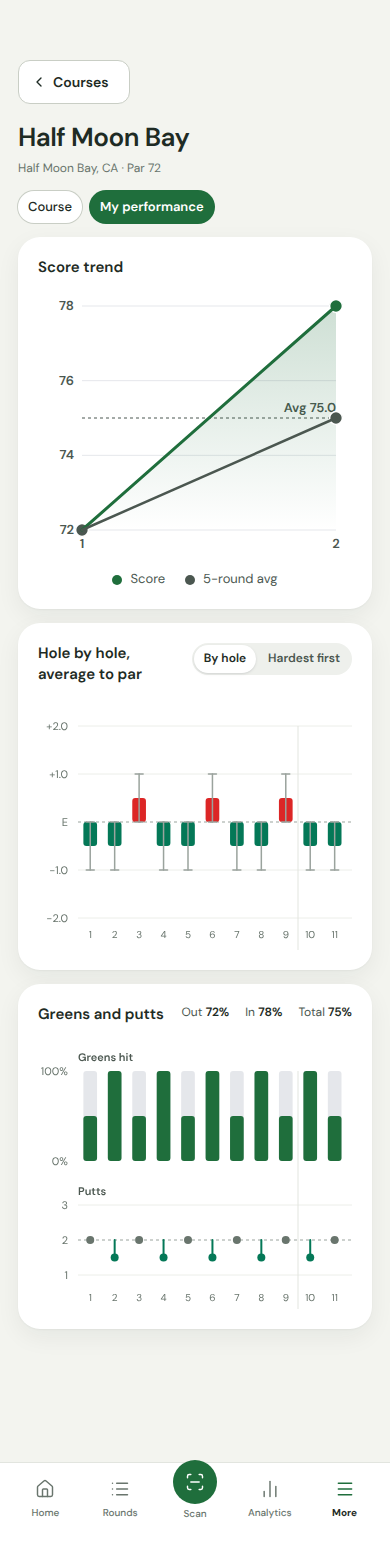 Courses
Half Moon Bay
Half Moon Bay, CA · Par 72
Course My performance
Score trend
78
76
Avg 75.0
74
72
1 2
Score 5-round avg
Hole by hole,
average to par
By hole Hardest first
+2.0
+1.0
E
−1.0
−2.0
1 2 3 4 5 6 7 8 9 10 11
Greens and putts Out 72% In 78% Total 75%
Greens hit
100%
0%
Putts
3
2
1
1 2 3 4 5 6 7 8 9 10 11
Home Rounds Scan Analytics More